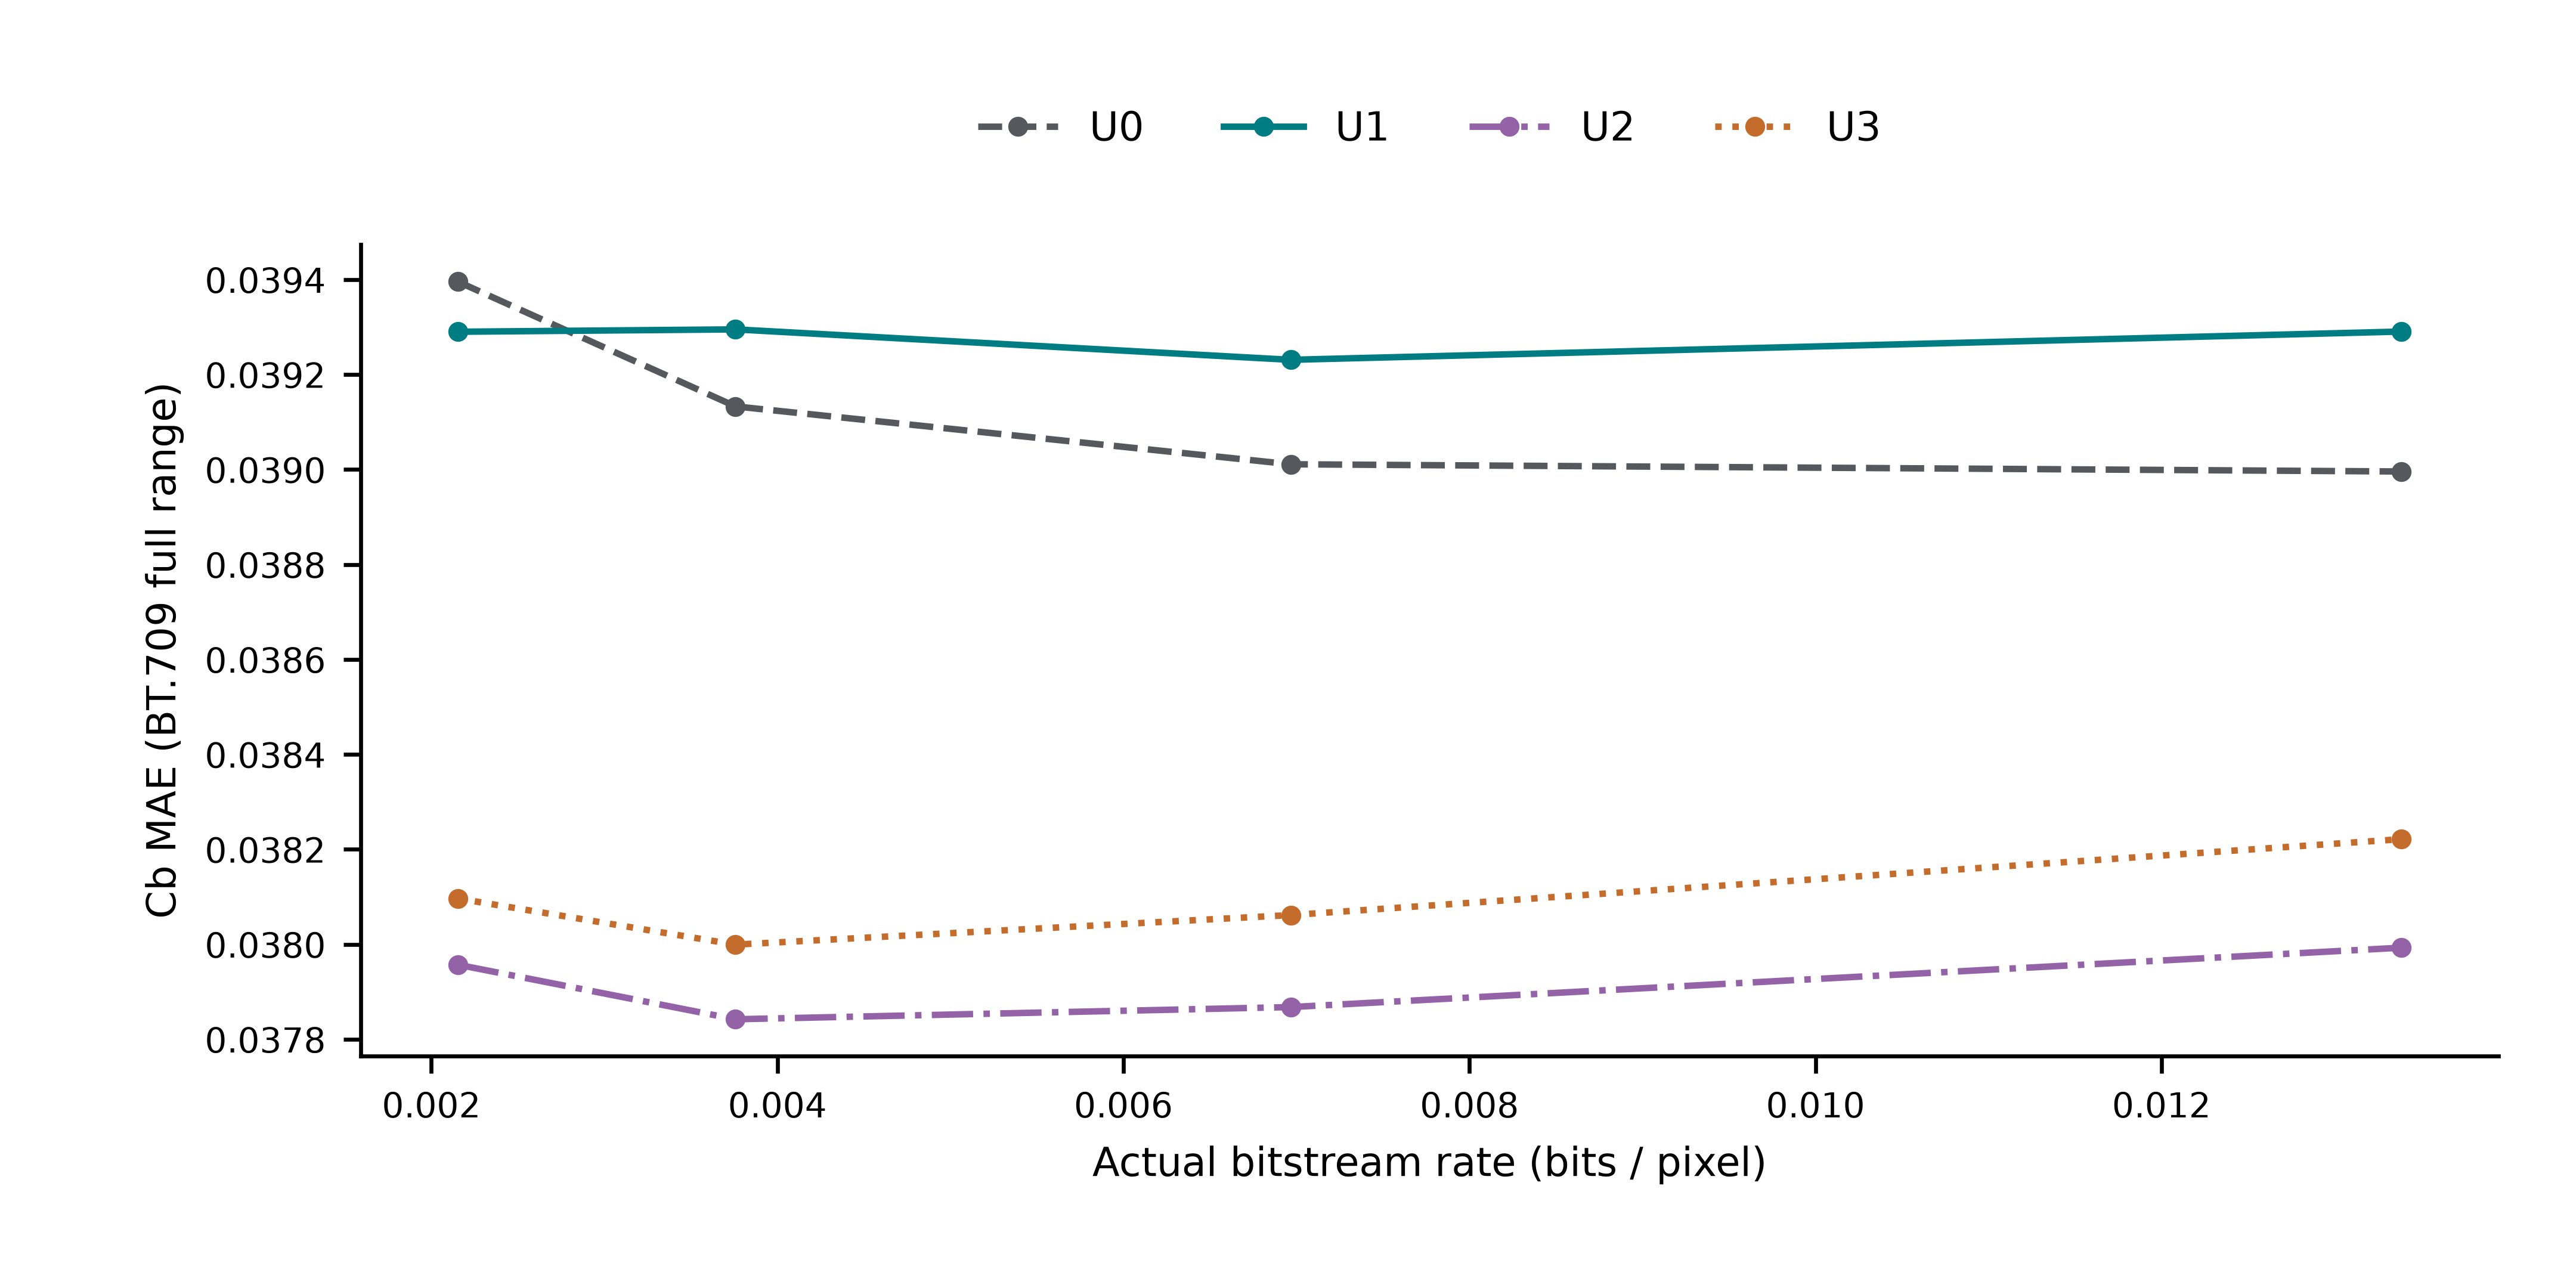 U0 U1 U2 U3
Cb MAE (BT.709 full range)
0.0394
0.0392
0.0390
0.0388
0.0386
0.0384
0.0382
0.0380
0.0378
0.002 0.004 0.006 0.008 0.010 0.012
Actual bitstream rate (bits / pixel)